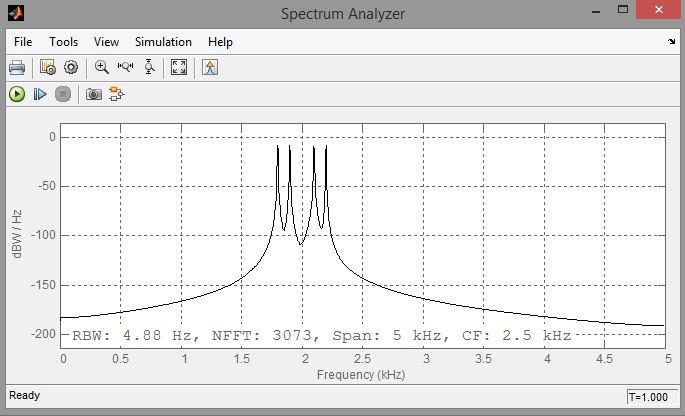 Spectrum Analyzer
File Tools View Simulation Help
0
-50
-100
-150
-200
dBW / Hz
RBW: 4.88 Hz, NFFT: 3073, Span: 5 kHz, CF: 2.5 kHz
0 0.5 1 1.5 2 2.5 3 3.5 4 4.5 5
Frequency (kHz)
Ready T=1.000